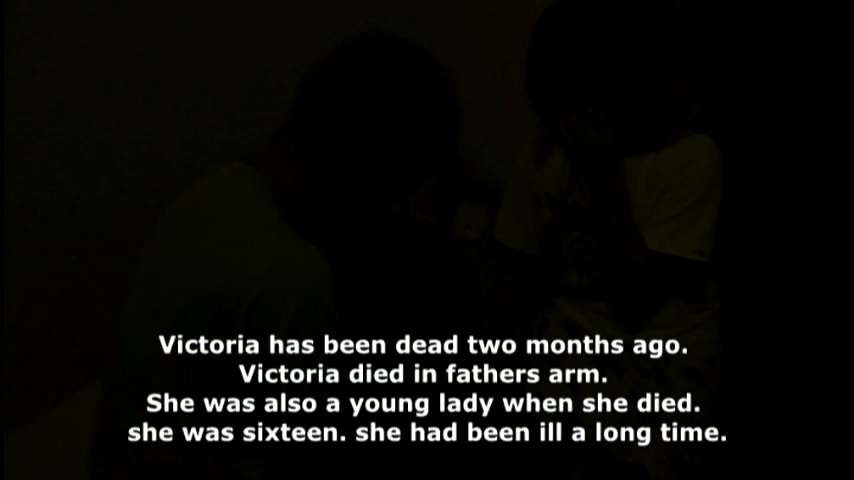 Victoria has been dead two months ago.
Victoria died in fathers arm.
She was also a young lady when she died.
she was sixteen. she had been ill a long time.